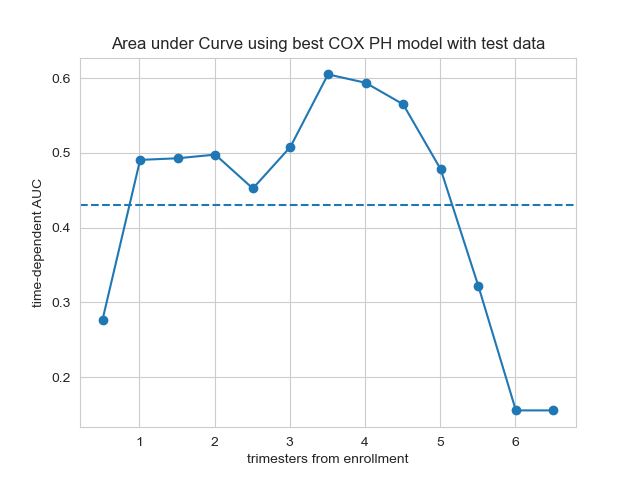 Area under Curve using best COX PH model with test data
time-dependent AUC
0.6
0.5
0.4
0.3
0.2
1 2 3 4 5 6
trimesters from enrollment